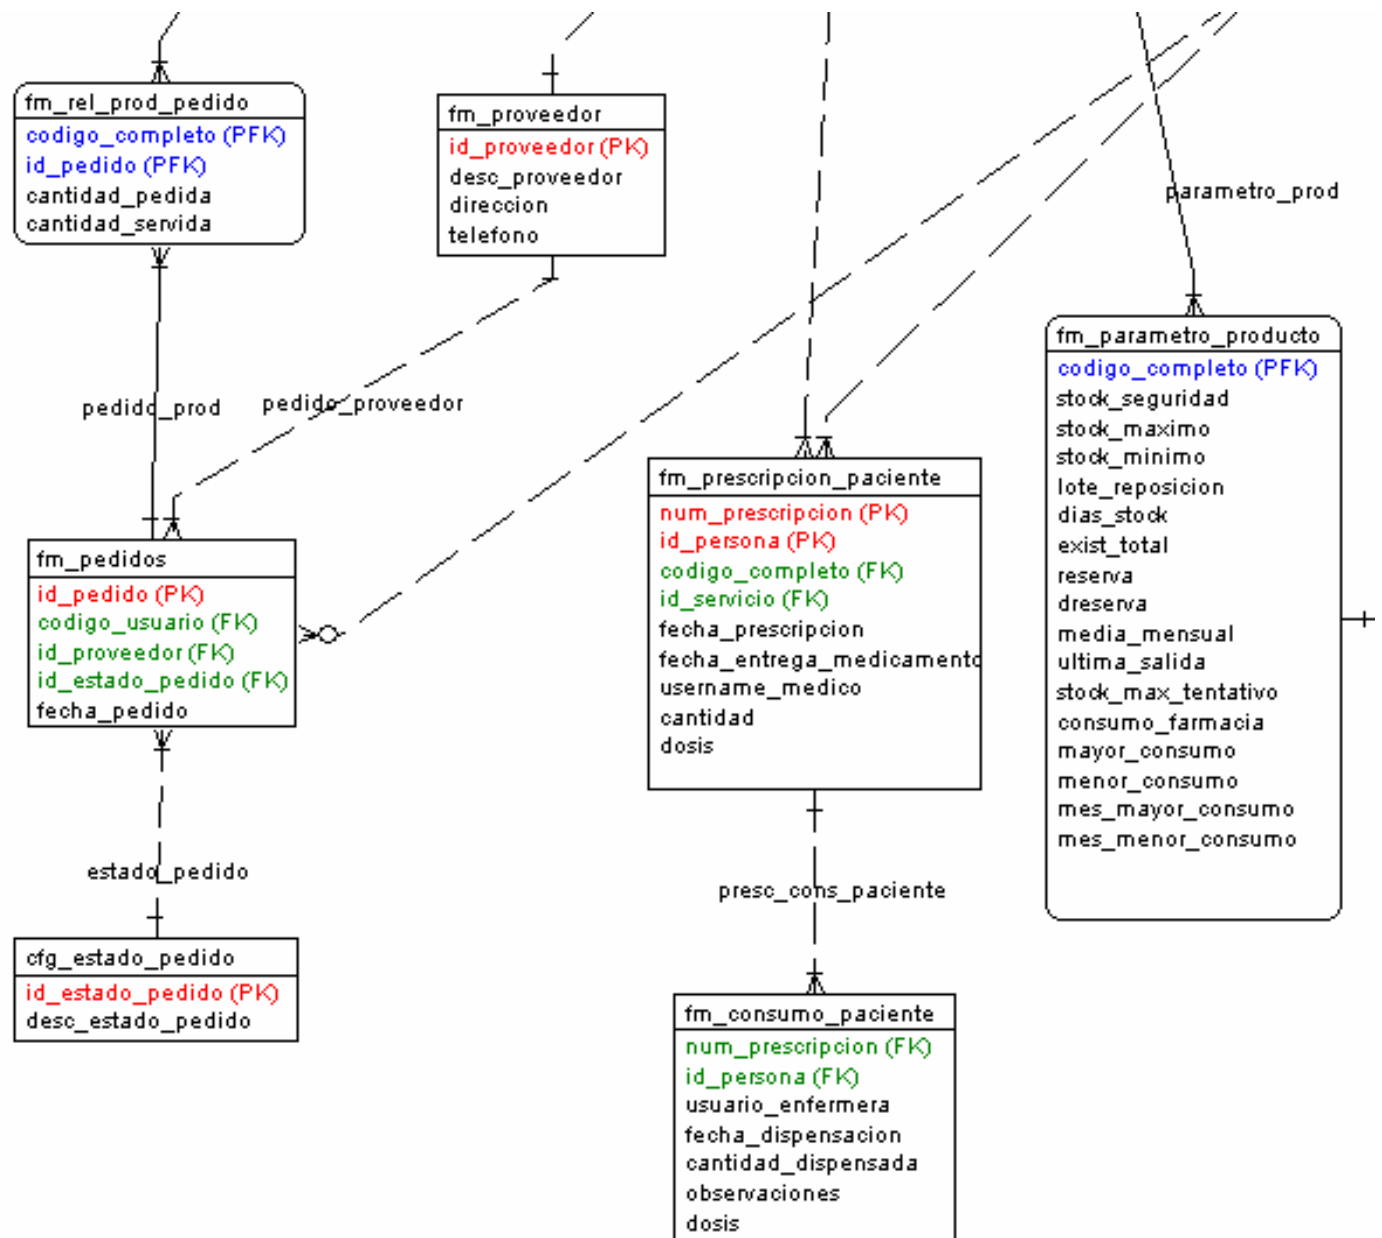 fm_rel_prod_pedido
codigo_completo (PFK)
id_pedido (PFK)
cantidad_pedida
cantidad_servida
fm_proveedor
id_proveedor (PK)
desc_proveedor
direccion
telefono
parametro_prod
fm_parametro_producto
codigo_completo (PFK)
stock_seguridad
stock_maximo
stock_minimo
lote_reposicion
dias_stock
exist_total
reserva
dreserva
media_mensual
ultima_salida
stock_max_tentativo
consumo_farmacia
mayor_consumo
menor_consumo
mes_mayor_consumo
mes_menor_consumo
pedido_prod
pedido_proveedor
fm_prescripcion_paciente
num_prescripcion (PK)
id_persona (PK)
codigo_completo (FK)
id_servicio (FK)
fecha_prescripcion
fecha_entrega_medicamento
username_medico
cantidad
dosis
fm_pedidos
id_pedido (PK)
codigo_usuario (FK)
id_proveedor (FK)
id_estado_pedido (FK)
fecha_pedido
estado_pedido
presc_cons_paciente
cfg_estado_pedido
id_estado_pedido (PK)
desc_estado_pedido
fm_consumo_paciente
num_prescripcion (FK)
id_persona (FK)
usuario_enfermera
fecha_dispensacion
cantidad_dispensada
observaciones
dosis